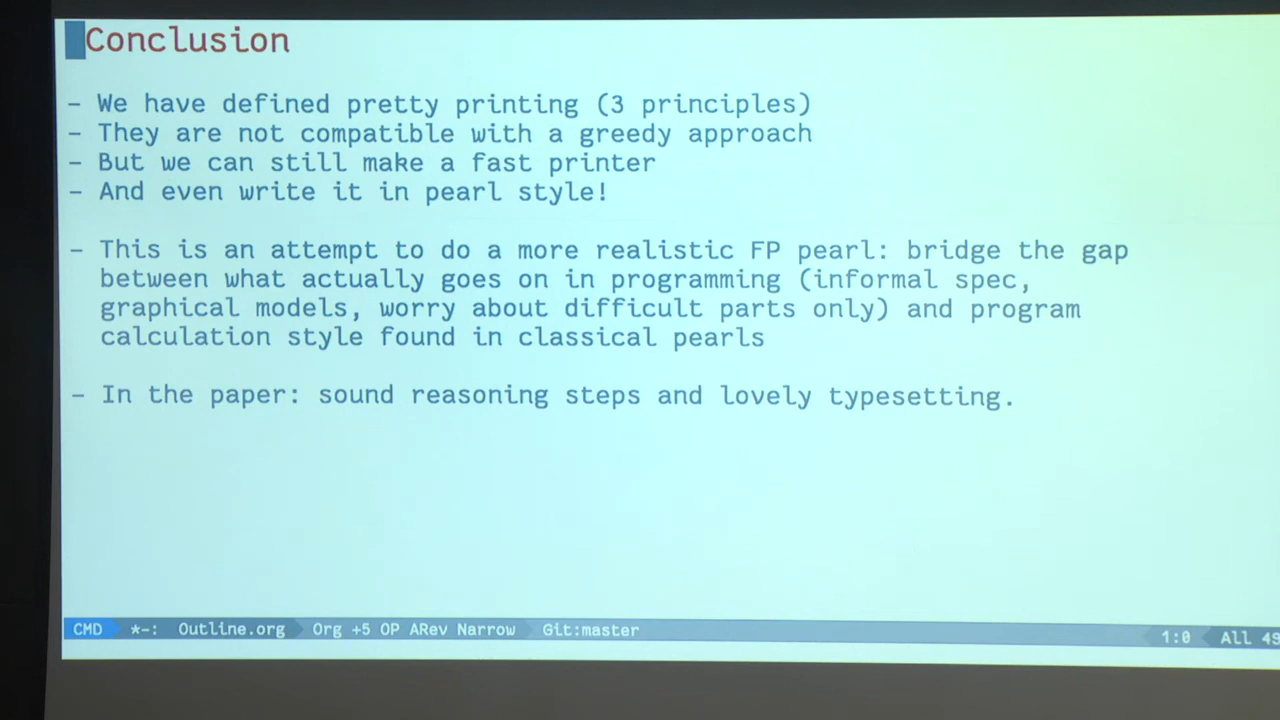 Conclusion
– We have defined pretty printing (3 principles)
– They are not compatible with a greedy approach
– But we can still make a fast printer
– And even write it in pearl style!
– This is an attempt to do a more realistic FP pearl: bridge the gap
between what actually goes on in programming (informal spec,
graphical models, worry about difficult parts only) and program
calculation style found in classical pearls
– In the paper: sound reasoning steps and lovely typesetting.
CMD *–: Outline.org Org +5 OP ARev Narrow Git:master 1:0 All 49